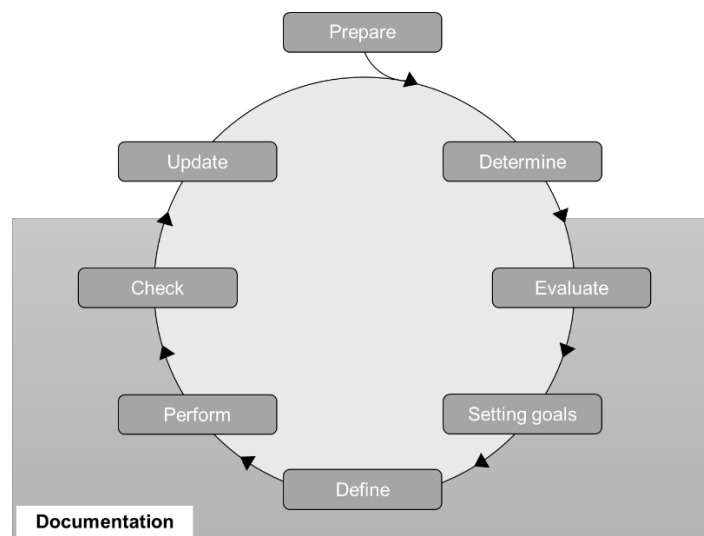 Prepare
Update
Determine
Check
Evaluate
Perform
Setting goals
Define
Documentation